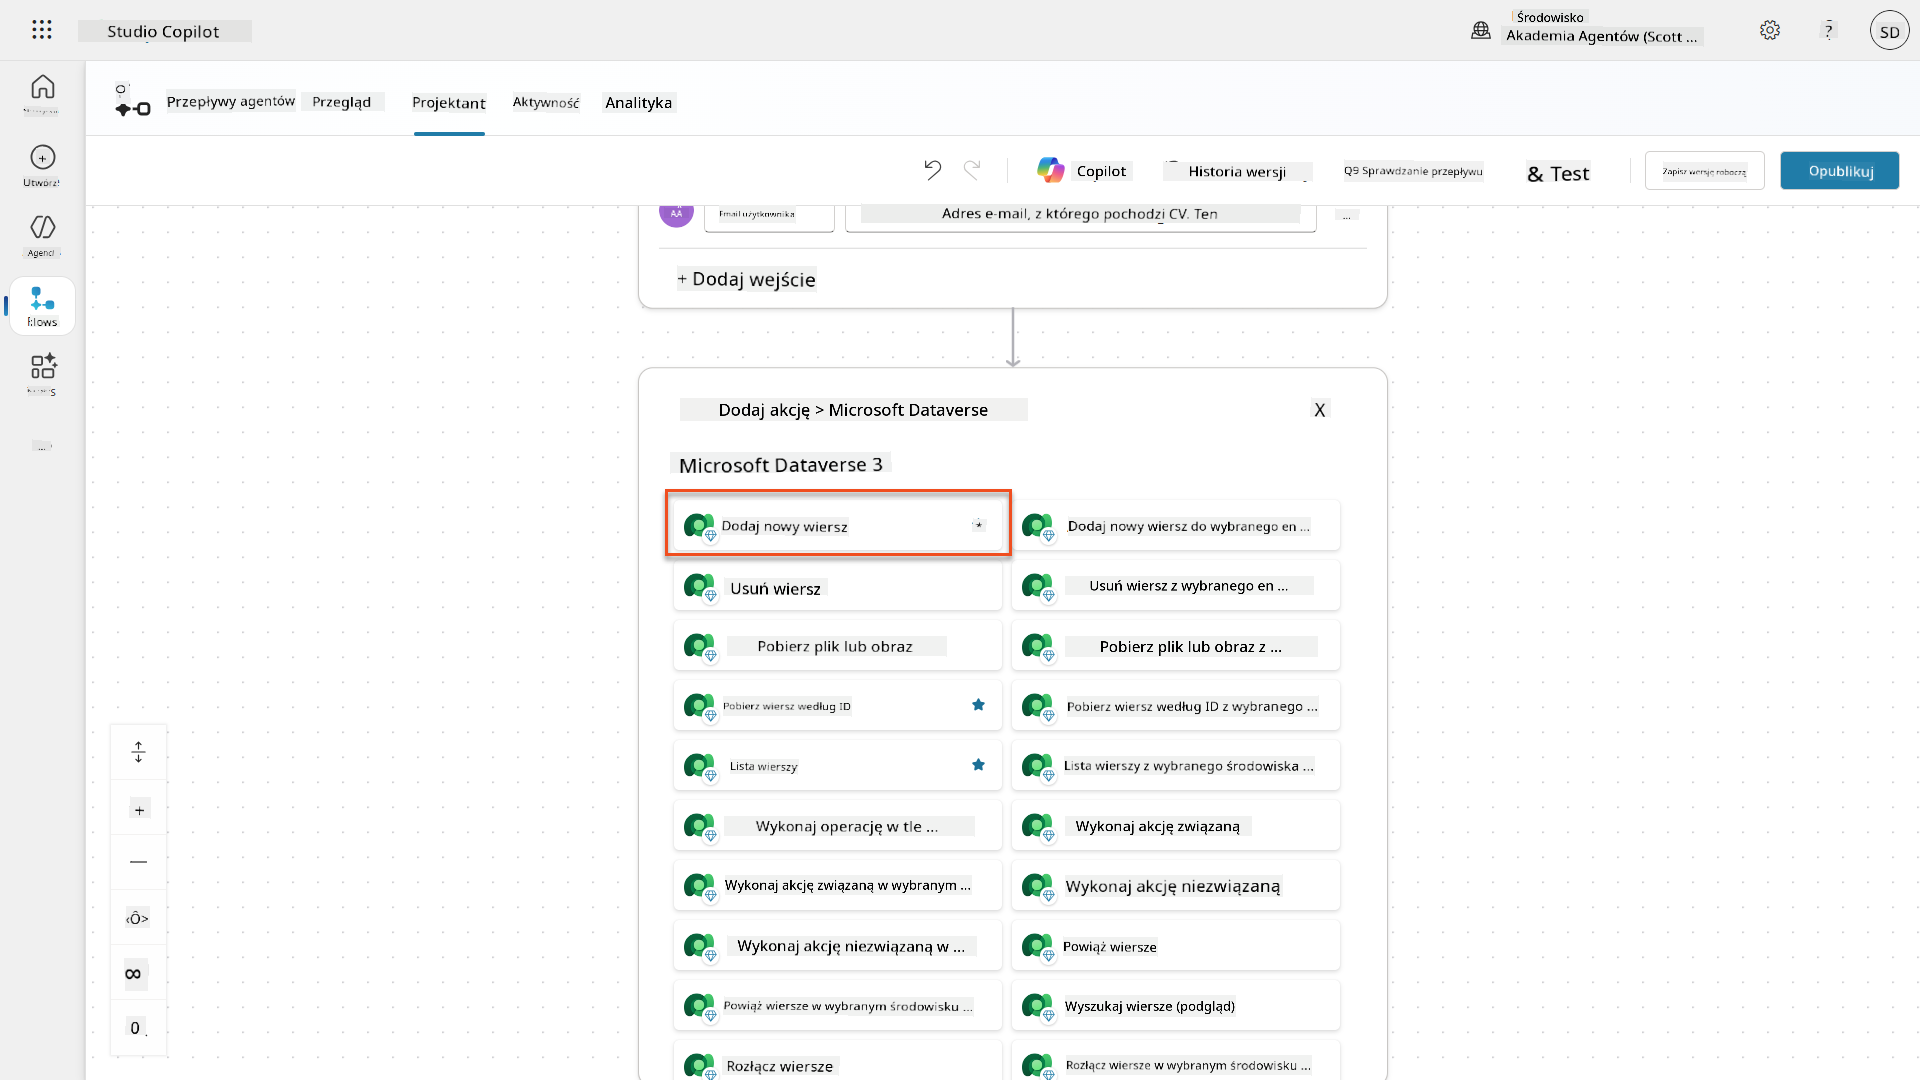 Studio Copilot
Środowisko
Akademia Agentów (Scott ...
?
SD
Przepływy agentów
Przegląd
Projektant
Aktywność
Analityka
Copilot
Historia wersji
Q9 Sprawdzanie przepływu
& Test
Zapisz wersję roboczą
Opublikuj
Utwórz!
Agenci
Flows
...
AA
Email użytkownika
Adres e-mail, z którego pochodzi CV. Ten
...
+ Dodaj wejście
Dodaj akcję > Microsoft Dataverse
X
Microsoft Dataverse 3
Dodaj nowy wiersz
*
Dodaj nowy wiersz do wybranego en ...
Usuń wiersz
Usuń wiersz z wybranego en ...
Pobierz plik lub obraz
Pobierz plik lub obraz z ...
Pobierz wiersz według ID
Pobierz wiersz według ID z wybranego ...
Lista wierszy
Lista wierszy z wybranego środowiska ...
Wykonaj operację w tle ...
Wykonaj akcję związaną
Wykonaj akcję związaną w wybranym ...
Wykonaj akcję niezwiązaną
Wykonaj akcję niezwiązaną w ...
Powiąż wiersze
Powiąż wiersze w wybranym środowisku ...
Wyszukaj wiersze (podgląd)
Rozłącz wiersze
Rozłącz wiersze w wybranym środowisku ...
+
—
‹Ô>
∞
0 .